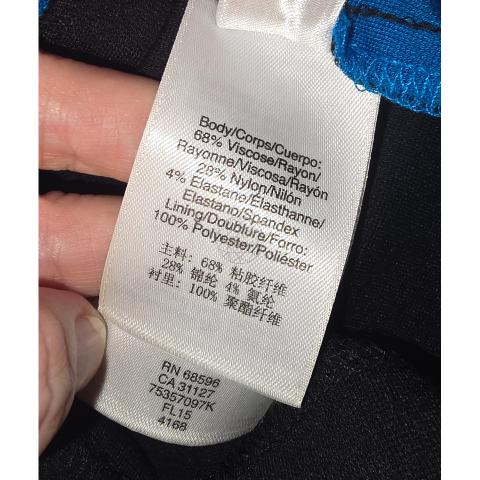 Body/Corps/Cuerpo:
68% Viscose/Rayon/
Rayonne/Viscosa/Rayón
28% Nylon/Nilón
4% Elastane/Élasthanne/
Elastano/Spandex
Lining/Doublure/Forro:
100% Polyester/Poliéster
主料: 68% 粘胶纤维
28% 锦纶 4% 氨纶
衬里: 100% 聚酯纤维
RN 68596
CA 31127
75357097K
FL15
4168